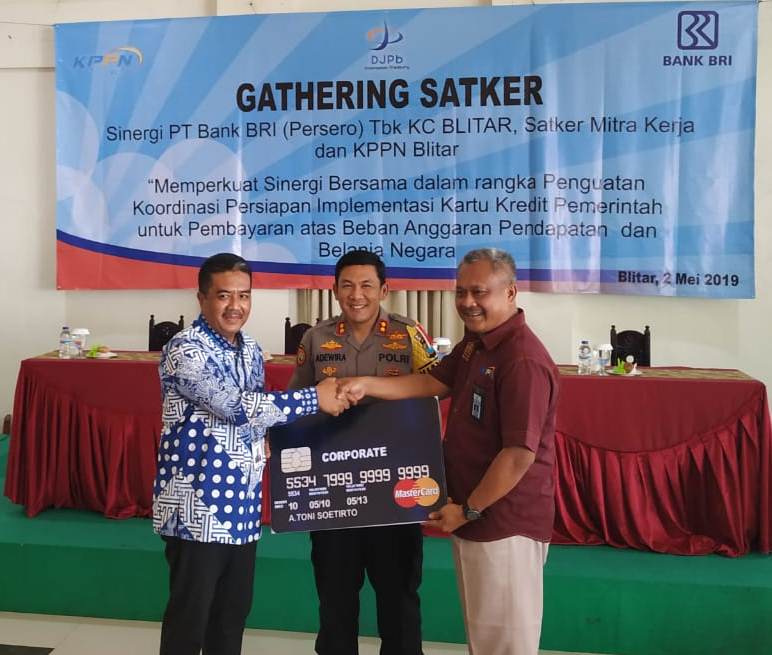 KPPN
DJPb
BANK BRI
GATHERING SATKER
Sinergi PT Bank BRI (Persero) Tbk KC BLITAR, Satker Mitra Kerja
dan KPPN Blitar
“Memperkuat Sinergi Bersama dalam rangka Penguatan
Koordinasi Persiapan Implementasi Kartu Kredit Pemerintah
untuk Pembayaran atas Beban Anggaran Pendapatan dan
Belanja Negara
Blitar, 2 Mei 2019
ADEWIRA
POLRI
CORPORATE
5534 7999 9999 9999
5534
10 05/10 05/13
A.TONI SOETIRTO
MasterCard